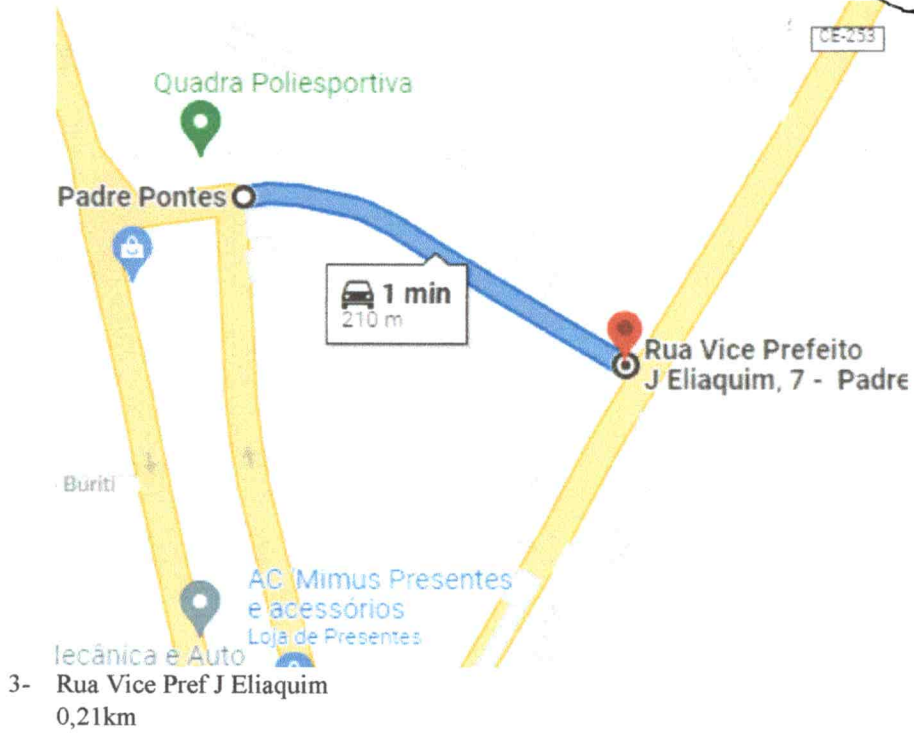 CE-253
Quadra Poliesportiva
Padre Pontes
1 min
210 m
Rua Vice Prefeito
J Eliaquim, 7 - Padre
Buriti
AC Mimus Presentes
e acessórios
Loja de Presentes
lecânica e Auto
3- Rua Vice Pref J Eliaquim
0,21km